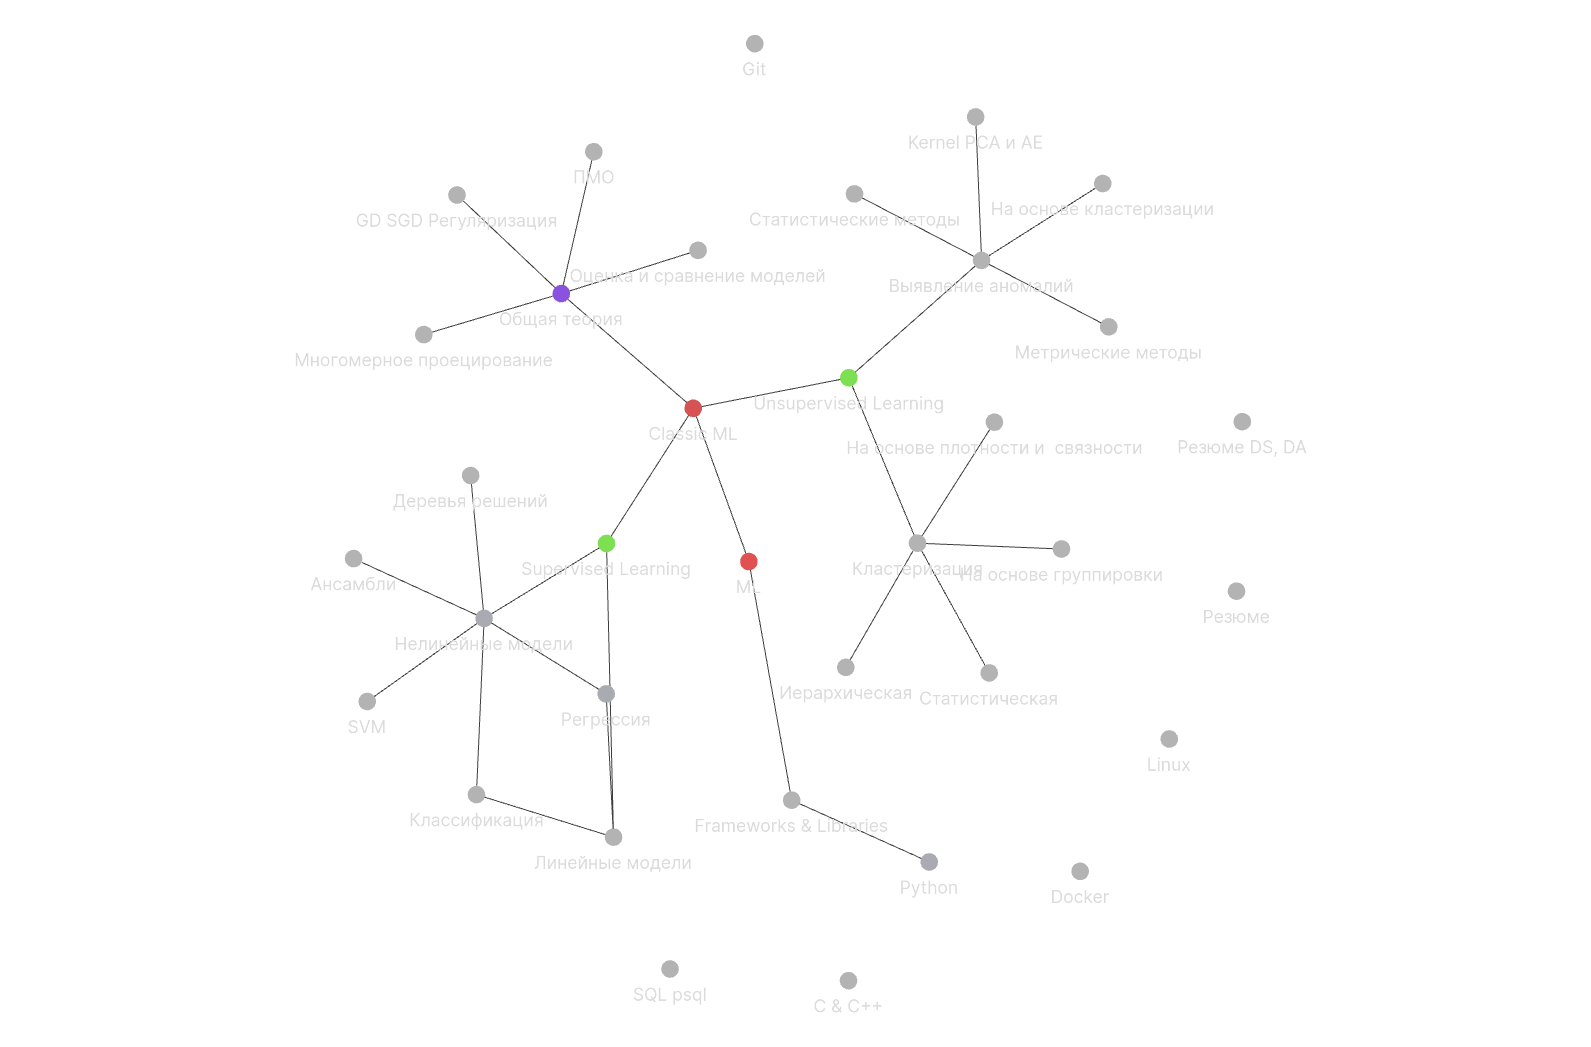 Git
Kernel PCA и AE
ПМО
На основе кластеризации
GD SGD Регуляризация
Статистические методы
Оценка и сравнение моделей
Выявление аномалий
Общая теория
Метрические методы
Многомерное проецирование
Unsupervised Learning
Classic ML
На основе плотности и  связности
Резюме DS, DA
Деревья решений
Supervised Learning
Кластеризация
На основе группировки
Ансамбли
ML
Резюме
Нелинейные модели
Иерархическая
Статистическая
Регрессия
SVM
Linux
Классификация
Frameworks & Libraries
Линейные модели
Python
Docker
SQL psql
C & C++